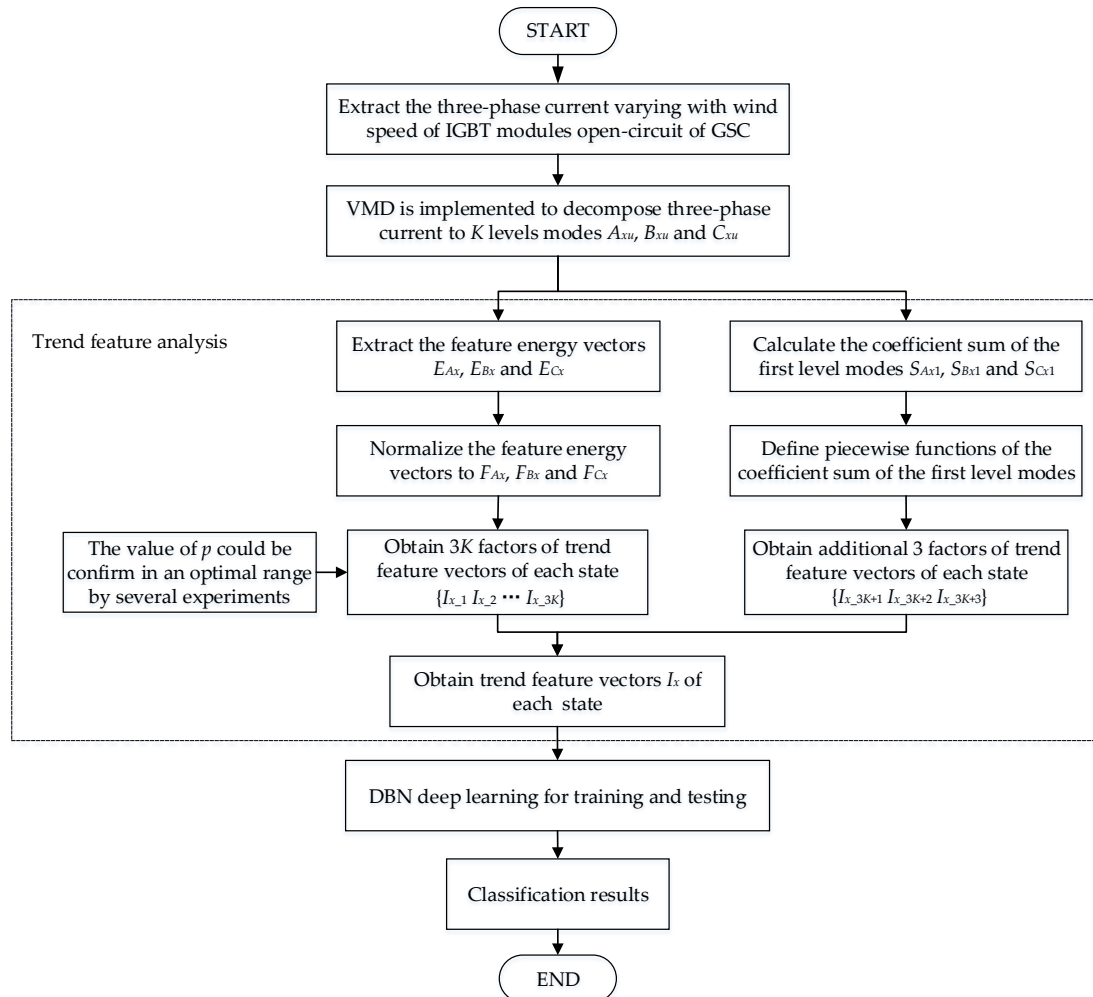 START
Extract the three-phase current varying with wind
speed of IGBT modules open-circuit of GSC
VMD is implemented to decompose three-phase
current to K levels modes Axu, Bxu and Cxu
Trend feature analysis
Extract the feature energy vectors
EAx, EBx and ECx
Normalize the feature energy
vectors to FAx, FBx and FCx
The value of p could be
confirm in an optimal range
by several experiments
Obtain 3K factors of trend
feature vectors of each state
{Ix_1 Ix_2 ··· Ix_3K}
Calculate the coefficient sum of the
first level modes SAx1, SBx1 and SCx1
Define piecewise functions of the
coefficient sum of the first level modes
Obtain additional 3 factors of trend
feature vectors of each state
{Ix_3K+1 Ix_3K+2 Ix_3K+3}
Obtain trend feature vectors Ix of
each state
DBN deep learning for training and testing
Classification results
END